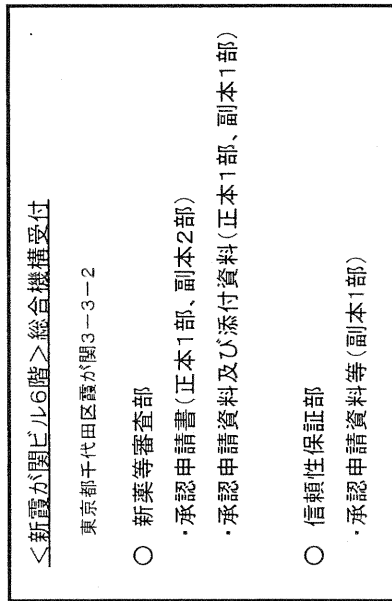 <新霞が関ビル6階>総合機構受付
東京都千代田区霞が関3-3-2
○ 新薬等審査部
・承認申請書(正本1部、副本2部)
・承認申請資料及び添付資料(正本1部、副本1部)
○ 信頼性保証部
・承認申請資料等(副本1部)